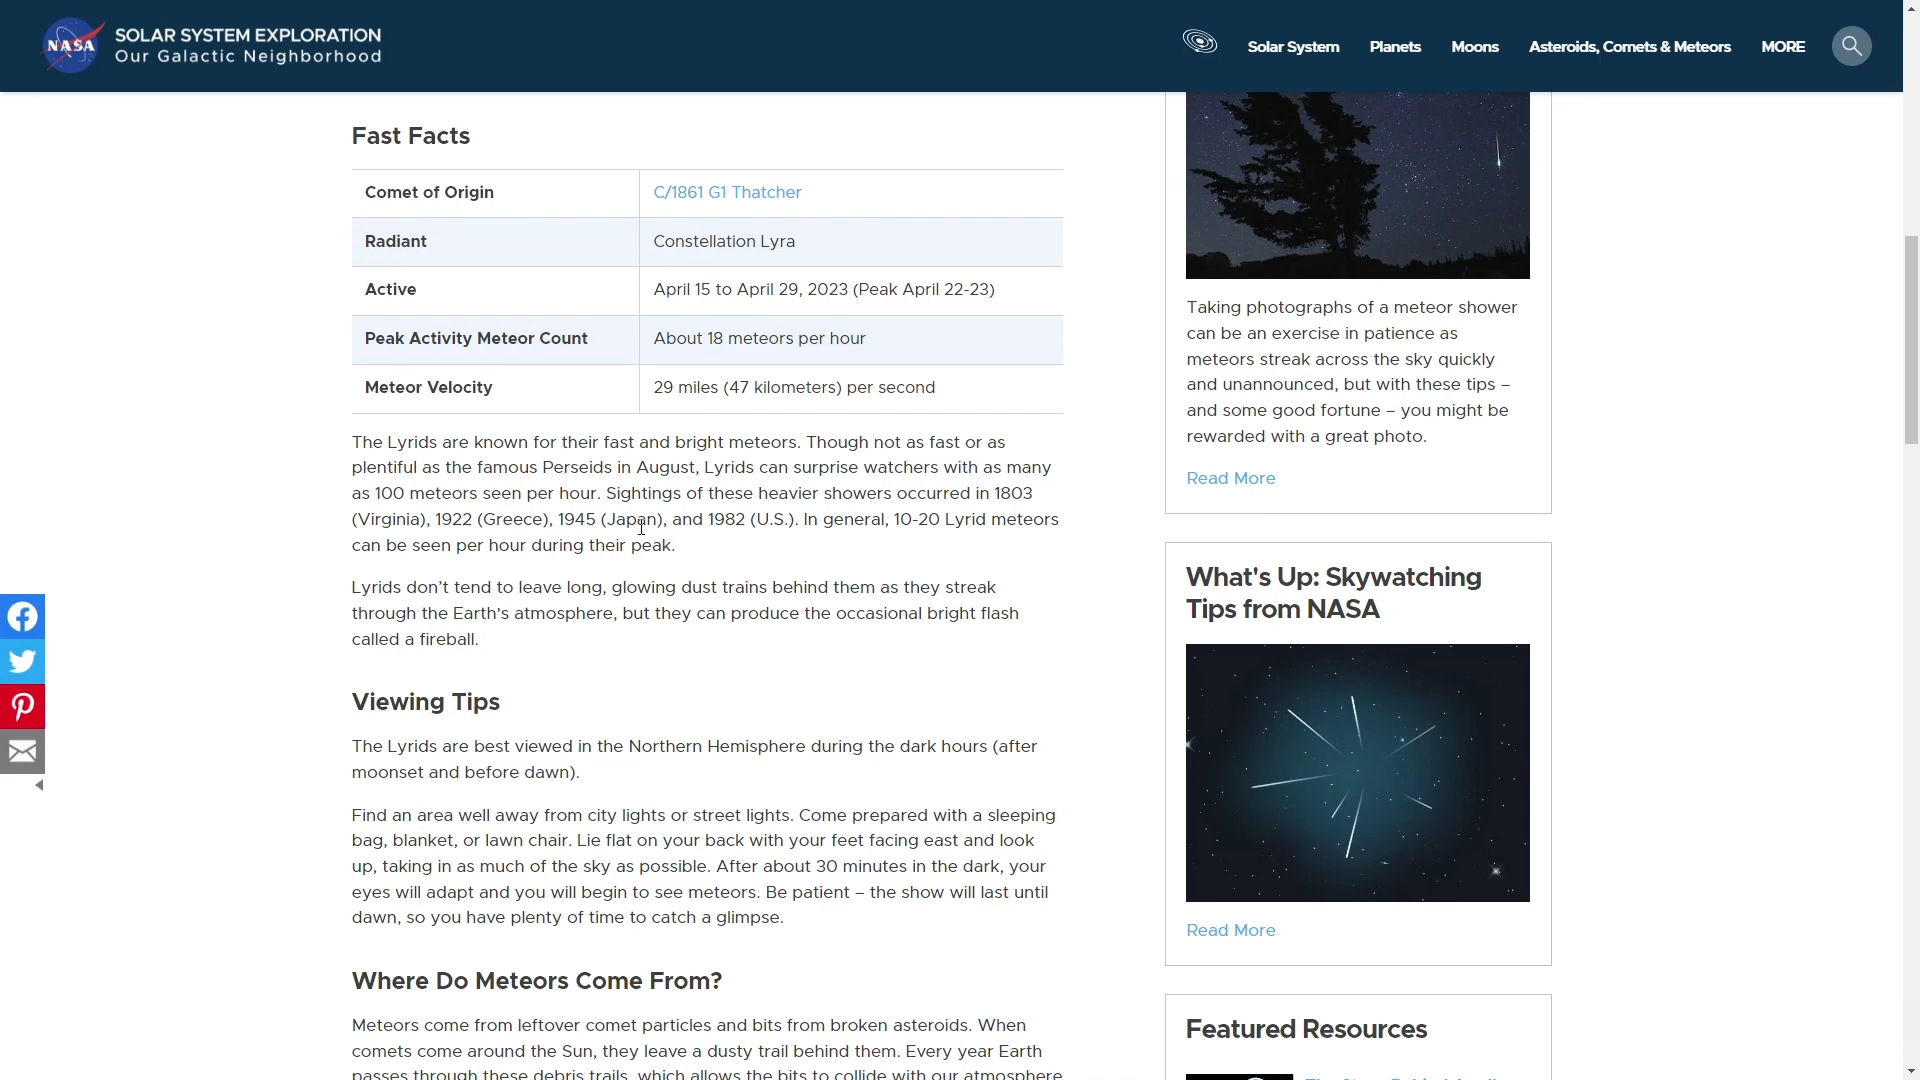 NASA
SOLAR SYSTEM EXPLORATION
Our Galactic Neighborhood
Solar System
Planets
Moons
Asteroids, Comets & Meteors
MORE
Fast Facts
Comet of Origin
C/1861 G1 Thatcher
Radiant
Constellation Lyra
Active
April 15 to April 29, 2023 (Peak April 22-23)
Peak Activity Meteor Count
About 18 meteors per hour
Meteor Velocity
29 miles (47 kilometers) per second
The Lyrids are known for their fast and bright meteors. Though not as fast or as
plentiful as the famous Perseids in August, Lyrids can surprise watchers with as many
as 100 meteors seen per hour. Sightings of these heavier showers occurred in 1803
(Virginia), 1922 (Greece), 1945 (Japan), and 1982 (U.S.). In general, 10-20 Lyrid meteors
can be seen per hour during their peak.
Lyrids don’t tend to leave long, glowing dust trains behind them as they streak
through the Earth's atmosphere, but they can produce the occasional bright flash
called a fireball.
Viewing Tips
The Lyrids are best viewed in the Northern Hemisphere during the dark hours (after
moonset and before dawn).
Find an area well away from city lights or street lights. Come prepared with a sleeping
bag, blanket, or lawn chair. Lie flat on your back with your feet facing east and look
up, taking in as much of the sky as possible. After about 30 minutes in the dark, your
eyes will adapt and you will begin to see meteors. Be patient – the show will last until
dawn, so you have plenty of time to catch a glimpse.
Where Do Meteors Come From?
Meteors come from leftover comet particles and bits from broken asteroids. When
comets come around the Sun, they leave a dusty trail behind them. Every year Earth
passes through these debris trails, which allows the bits to collide with our atmosphere
Taking photographs of a meteor shower
can be an exercise in patience as
meteors streak across the sky quickly
and unannounced, but with these tips –
and some good fortune – you might be
rewarded with a great photo.
Read More
What's Up: Skywatching
Tips from NASA
Read More
Featured Resources